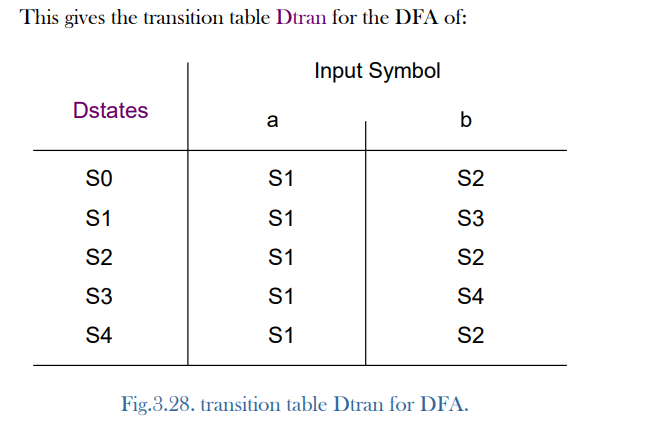 This gives the transition table Dtran for the DFA of:
Input Symbol
Dstates
a b
S0 S1 S2
S1 S1 S3
S2 S1 S2
S3 S1 S4
S4 S1 S2
Fig.3.28. transition table Dtran for DFA.